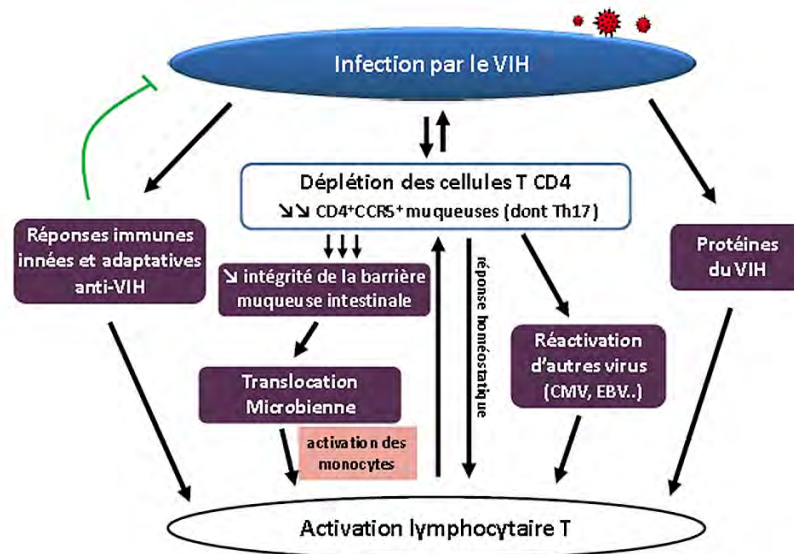 Infection par le VIH
Déplétion des cellules T CD4
↘↘ CD4⁺CCR5⁺ muqueuses (dont Th17)
Réponses immunes
innées et adaptatives
anti-VIH
↘ intégrité de la barrière
muqueuse intestinale
Translocation
Microbienne
activation des
monocytes
réponse homéostatique
Réactivation
d'autres virus
(CMV, EBV..)
Protéines
du VIH
Activation lymphocytaire T